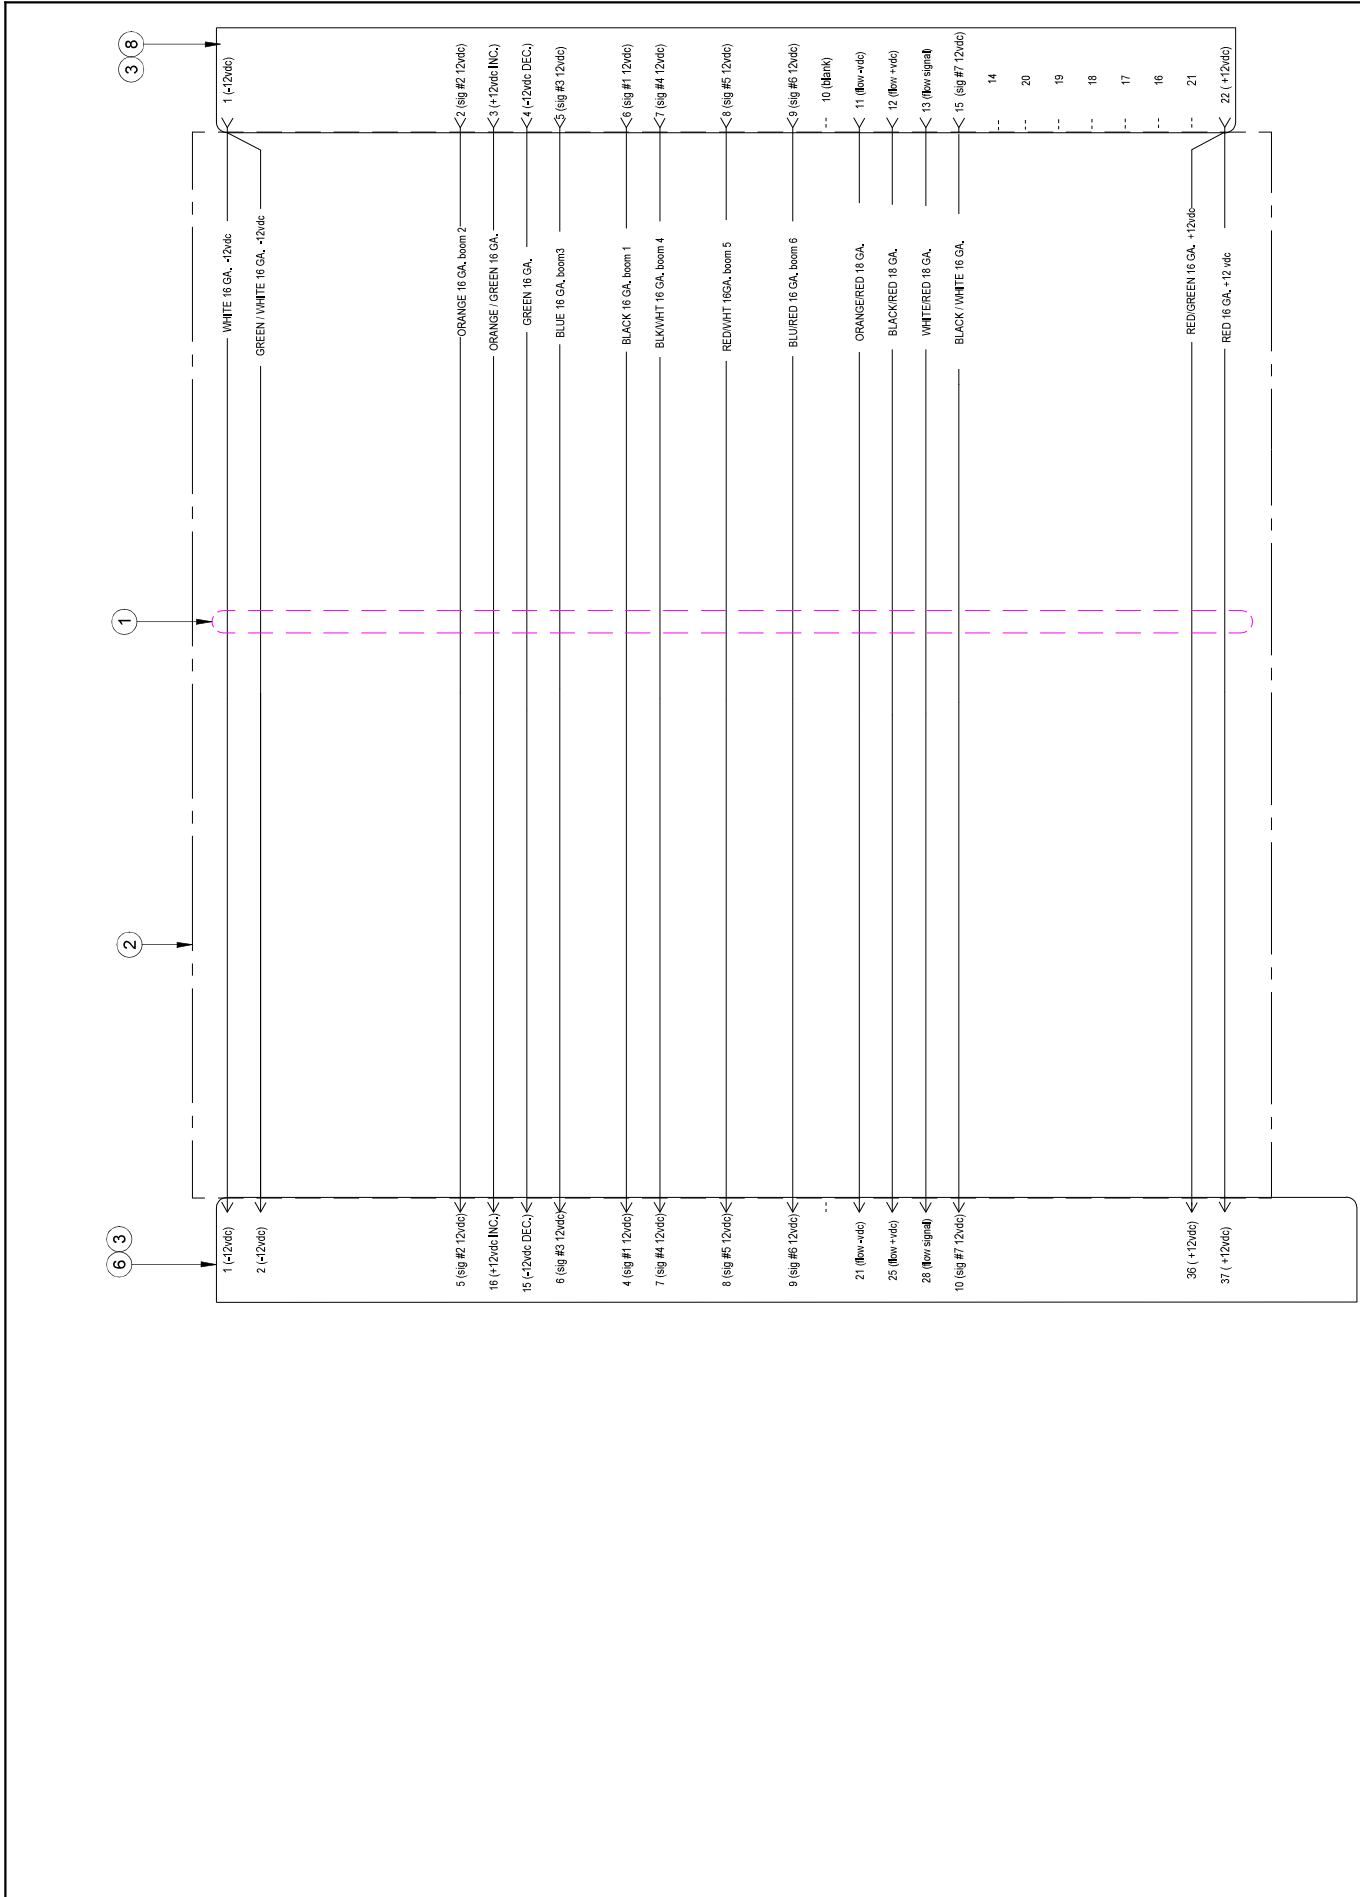 8
3
1 (-12vdc)
2 (sig #2 12vdc)
3 (+12vdc INC.)
4 (-12vdc DEC.)
5 (sig #3 12vdc)
6 (sig #1 12vdc)
7 (sig #4 12vdc)
8 (sig #5 12vdc)
9 (sig #6 12vdc)
10 (blank)
11 (flow -vdc)
12 (flow +vdc)
13 (flow signal)
15 (sig #7 12vdc)
14
20
19
18
17
16
21
22 ( +12vdc)
WHITE 16 GA. -12vdc
GREEN / WHITE 16 GA. -12vdc
ORANGE 16 GA. boom 2
ORANGE / GREEN 16 GA.
GREEN 16 GA.
BLUE 16 GA. boom3
BLACK 16 GA. boom 1
BLK/WHT 16 GA. boom 4
RED/WHT 16GA. boom 5
BLU/RED 16 GA. boom 6
ORANGE/RED 18 GA.
BLACK/RED 18 GA.
WHITE/RED 18 GA.
BLACK / WHITE 16 GA.
RED/GREEN 16 GA. +12vdc
RED 16 GA. +12 vdc
1
2
3
6
1 (-12vdc)
2 (-12vdc)
5 (sig #2 12vdc)
16 (+12vdc INC.)
15 (-12vdc DEC.)
6 (sig #3 12vdc)
4 (sig #1 12vdc)
7 (sig #4 12vdc)
8 (sig #5 12vdc)
9 (sig #6 12vdc)
21 (flow -vdc)
25 (flow +vdc)
28 (flow signal)
10 (sig #7 12vdc)
36 ( +12vdc)
37 ( +12vdc)